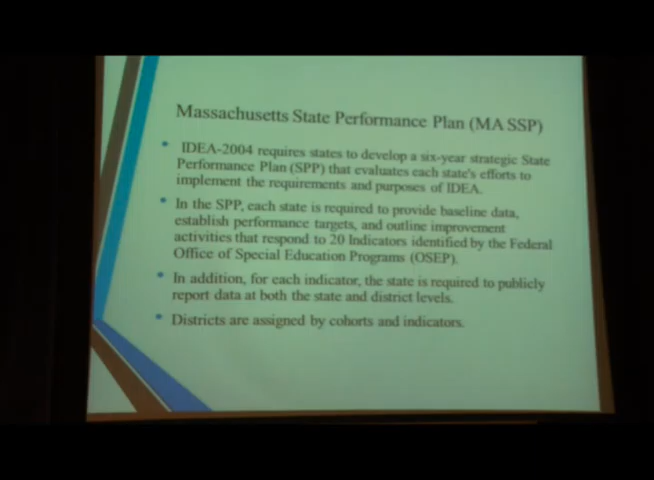 Massachusetts State Performance Plan (MA SSP)
• IDEA-2004 requires states to develop a six-year strategic State
Performance Plan (SPP) that evaluates each state's efforts to
implement the requirements and purposes of IDEA.
• In the SPP, each state is required to provide baseline data,
establish performance targets, and outline improvement
activities that respond to 20 Indicators identified by the Federal
Office of Special Education Programs (OSEP).
• In addition, for each indicator, the state is required to publicly
report data at both the state and district levels.
• Districts are assigned by cohorts and indicators.